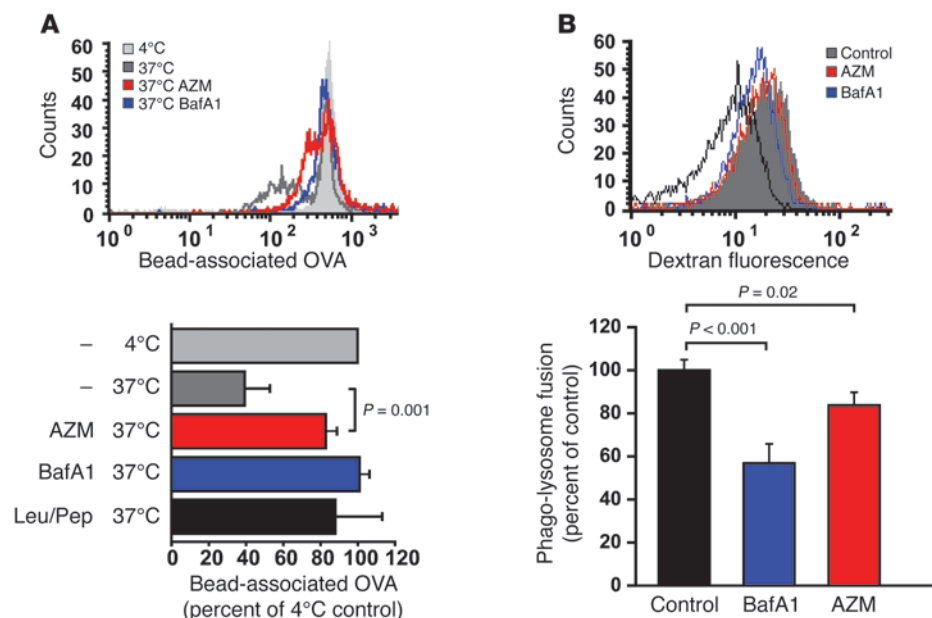 A
4°C
37°C
37°C AZM
37°C BafA1
60
50
40
30
20
10
0
Counts
10⁰ 10¹ 10² 10³
Bead-associated OVA
– 4°C
– 37°C
AZM 37°C
BafA1 37°C
Leu/Pep 37°C
P = 0.001
0 20 40 60 80 100 120
Bead-associated OVA
(percent of 4°C control)
B
Control
AZM
BafA1
60
50
40
30
20
10
0
Counts
10⁰ 10¹ 10²
Dextran fluorescence
P = 0.02
P < 0.001
120
100
80
60
40
20
0
Phago-lysosome fusion
(percent of control)
Control BafA1 AZM